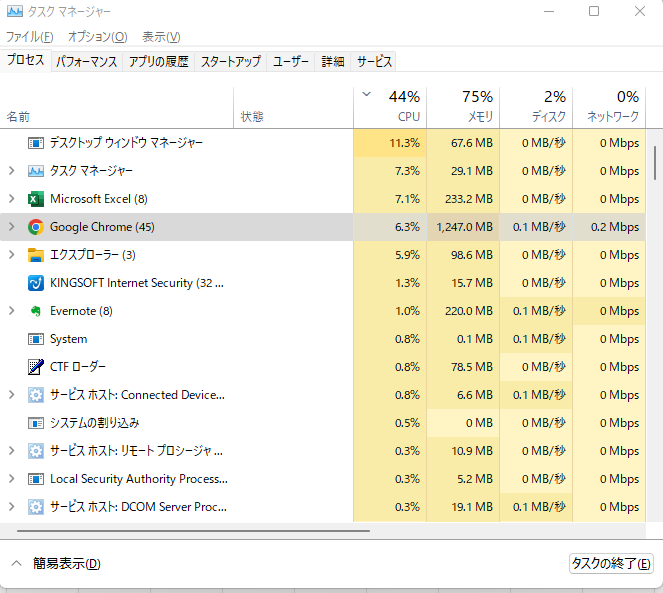 タスク マネージャー
ファイル(F) オプション(O) 表示(V)
プロセス パフォーマンス アプリの履歴 スタートアップ ユーザー 詳細 サービス
44% 75% 2% 0%
名前 状態 CPU メモリ ディスク ネットワーク
デスクトップ ウィンドウ マネージャー 11.3% 67.6 MB 0 MB/秒 0 Mbps
タスク マネージャー 7.3% 29.1 MB 0 MB/秒 0 Mbps
Microsoft Excel (8) 7.1% 233.2 MB 0 MB/秒 0 Mbps
Google Chrome (45) 6.3% 1,247.0 MB 0.1 MB/秒 0.2 Mbps
エクスプローラー (3) 5.9% 98.6 MB 0 MB/秒 0 Mbps
KINGSOFT Internet Security (32 ... 1.3% 15.7 MB 0 MB/秒 0 Mbps
Evernote (8) 1.0% 220.0 MB 0.1 MB/秒 0 Mbps
System 0.8% 0.1 MB 0.1 MB/秒 0 Mbps
CTF ローダー 0.8% 78.5 MB 0 MB/秒 0 Mbps
サービス ホスト: Connected Device... 0.8% 6.6 MB 0.1 MB/秒 0 Mbps
システムの割り込み 0.5% 0 MB 0 MB/秒 0 Mbps
サービス ホスト: リモート プロシージャ ... 0.3% 10.9 MB 0 MB/秒 0 Mbps
Local Security Authority Process... 0.3% 5.2 MB 0 MB/秒 0 Mbps
サービス ホスト: DCOM Server Proc... 0.3% 19.1 MB 0.1 MB/秒 0 Mbps
簡易表示(D) タスクの終了(E)